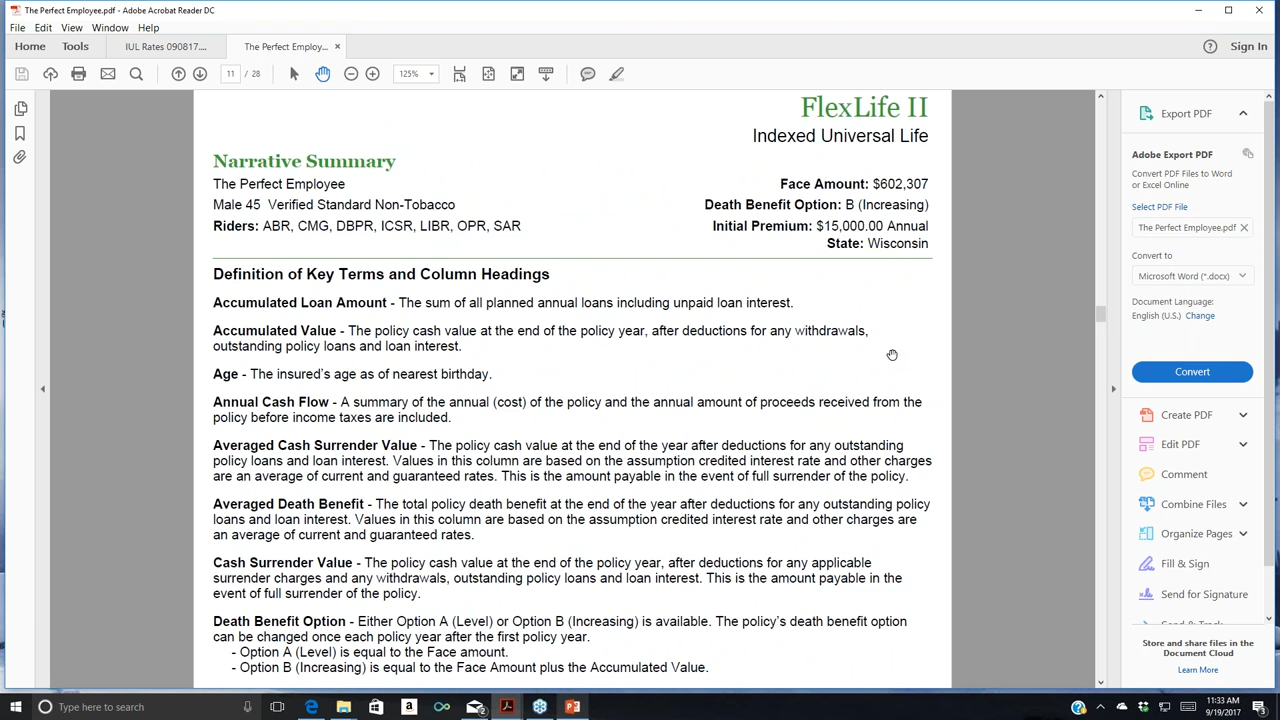 The Perfect Employee.pdf - Adobe Acrobat Reader DC
File Edit View Window Help
Home Tools IUL Rates 090817.... The Perfect Employ... × Sign In
11 / 28 125%
FlexLife II
Indexed Universal Life
Narrative Summary
The Perfect Employee Face Amount: $602,307
Male 45 Verified Standard Non-Tobacco Death Benefit Option: B (Increasing)
Riders: ABR, CMG, DBPR, ICSR, LIBR, OPR, SAR Initial Premium: $15,000.00 Annual
State: Wisconsin
Definition of Key Terms and Column Headings
Accumulated Loan Amount - The sum of all planned annual loans including unpaid loan interest.
Accumulated Value - The policy cash value at the end of the policy year, after deductions for any withdrawals,
outstanding policy loans and loan interest.
Age - The insured's age as of nearest birthday.
Annual Cash Flow - A summary of the annual (cost) of the policy and the annual amount of proceeds received from the
policy before income taxes are included.
Averaged Cash Surrender Value - The policy cash value at the end of the year after deductions for any outstanding
policy loans and loan interest. Values in this column are based on the assumption credited interest rate and other charges
are an average of current and guaranteed rates. This is the amount payable in the event of full surrender of the policy.
Averaged Death Benefit - The total policy death benefit at the end of the year after deductions for any outstanding policy
loans and loan interest. Values in this column are based on the assumption credited interest rate and other charges are
an average of current and guaranteed rates.
Cash Surrender Value - The policy cash value at the end of the policy year, after deductions for any applicable
surrender charges and any withdrawals, outstanding policy loans and loan interest. This is the amount payable in the
event of full surrender of the policy.
Death Benefit Option - Either Option A (Level) or Option B (Increasing) is available. The policy's death benefit option
can be changed once each policy year after the first policy year.
- Option A (Level) is equal to the Face amount.
- Option B (Increasing) is equal to the Face Amount plus the Accumulated Value.
Export PDF
Adobe Export PDF
Convert PDF Files to Word
or Excel Online
Select PDF File
The Perfect Employee.pdf ×
Convert to
Microsoft Word (*.docx)
Document Language:
English (U.S.) Change
Convert
Create PDF
Edit PDF
Comment
Combine Files
Organize Pages
Fill & Sign
Send for Signature
Store and share files in the
Document Cloud
Learn More
Type here to search
11:33 AM
9/19/2017